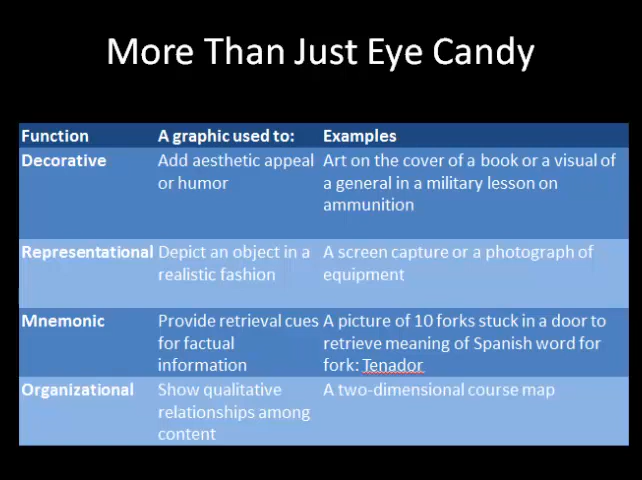 More Than Just Eye Candy
Function A graphic used to: Examples
Decorative Add aesthetic appeal Art on the cover of a book or a visual of
or humor a general in a military lesson on
ammunition
Representational Depict an object in a A screen capture or a photograph of
realistic fashion equipment
Mnemonic Provide retrieval cues A picture of 10 forks stuck in a door to
for factual retrieve meaning of Spanish word for
information fork: Tenador
Organizational Show qualitative A two-dimensional course map
relationships among
content